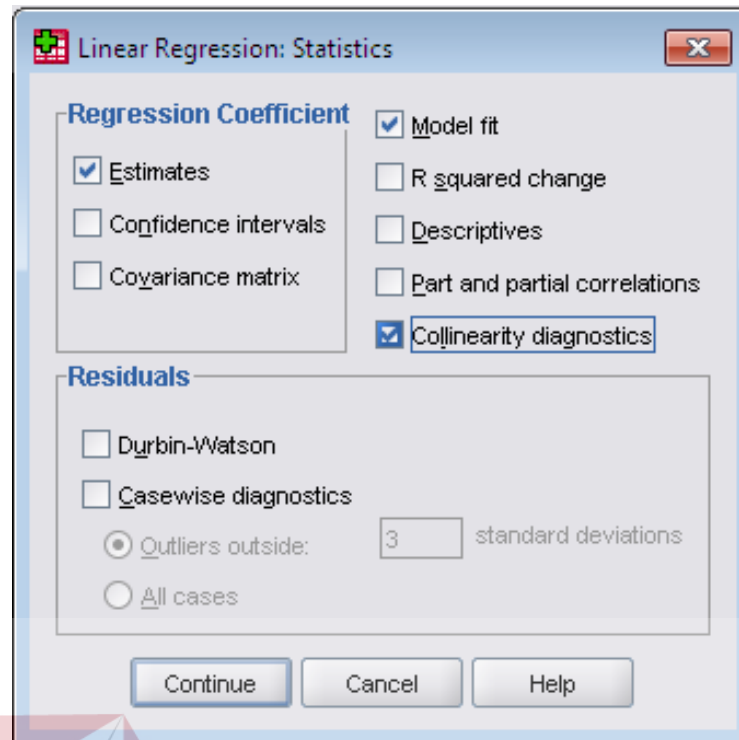 Linear Regression: Statistics
Regression Coefficient
Estimates
Confidence intervals
Covariance matrix
Model fit
R squared change
Descriptives
Part and partial correlations
Collinearity diagnostics
Residuals
Durbin-Watson
Casewise diagnostics
Outliers outside: 3 standard deviations
All cases
Continue Cancel Help